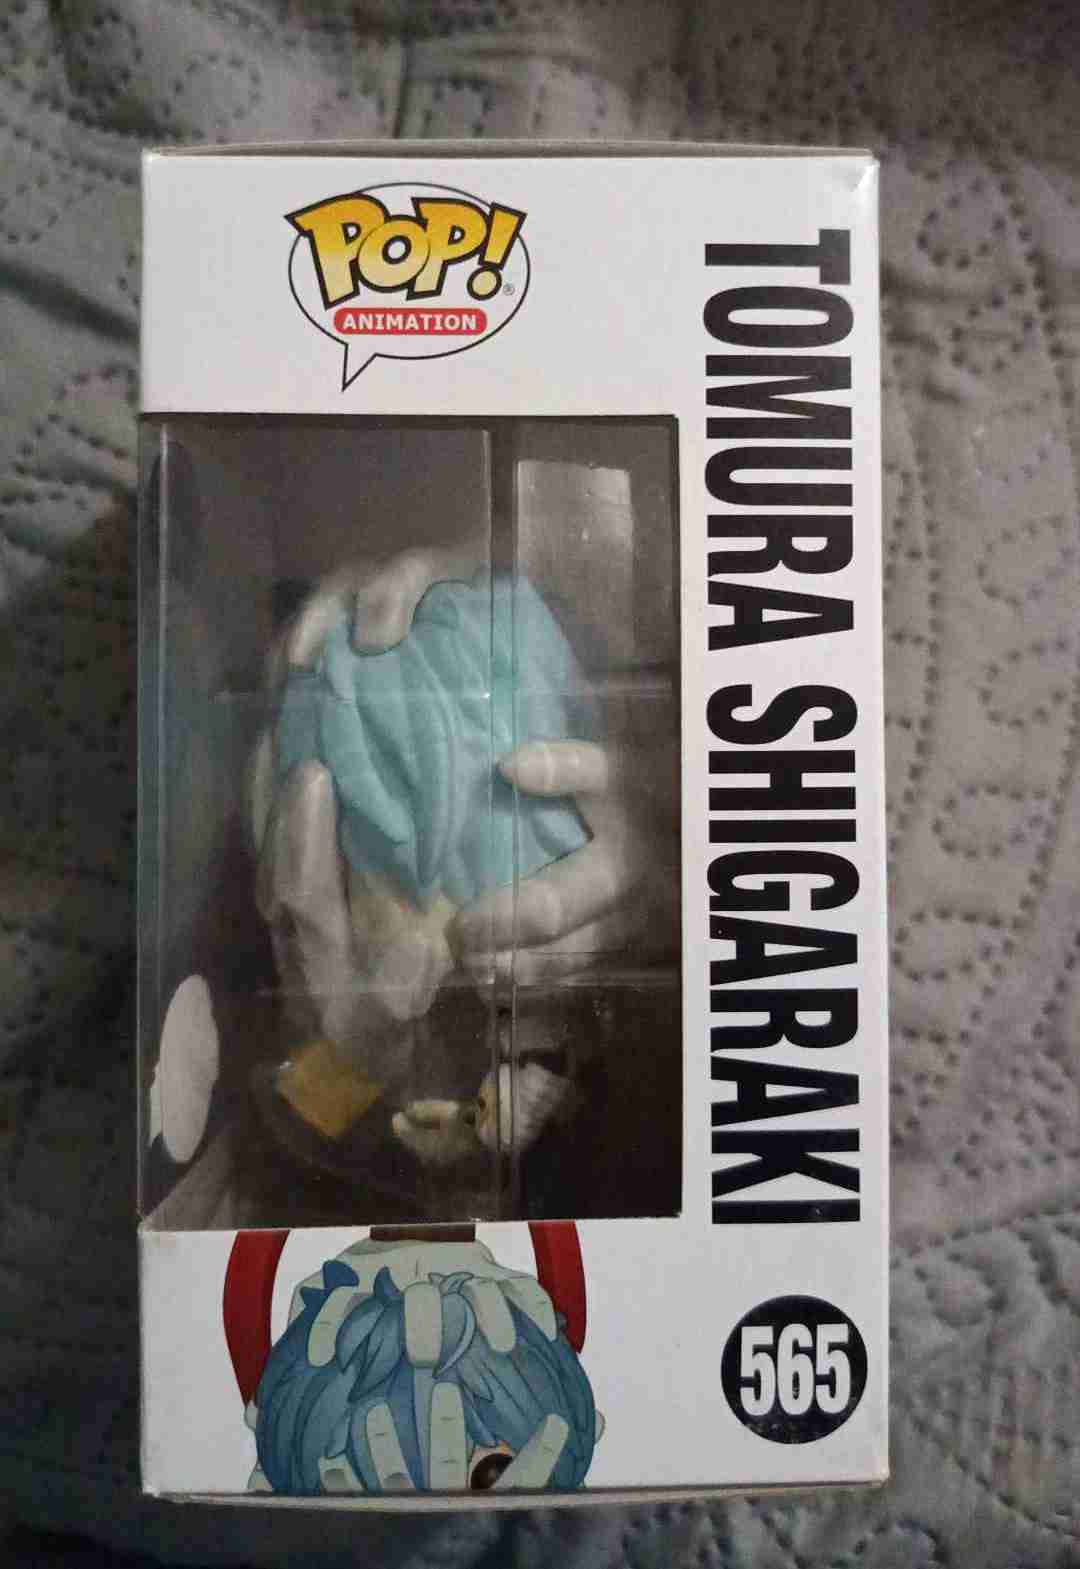 POP!®
ANIMATION
TOMURA SHIGARAKI
565